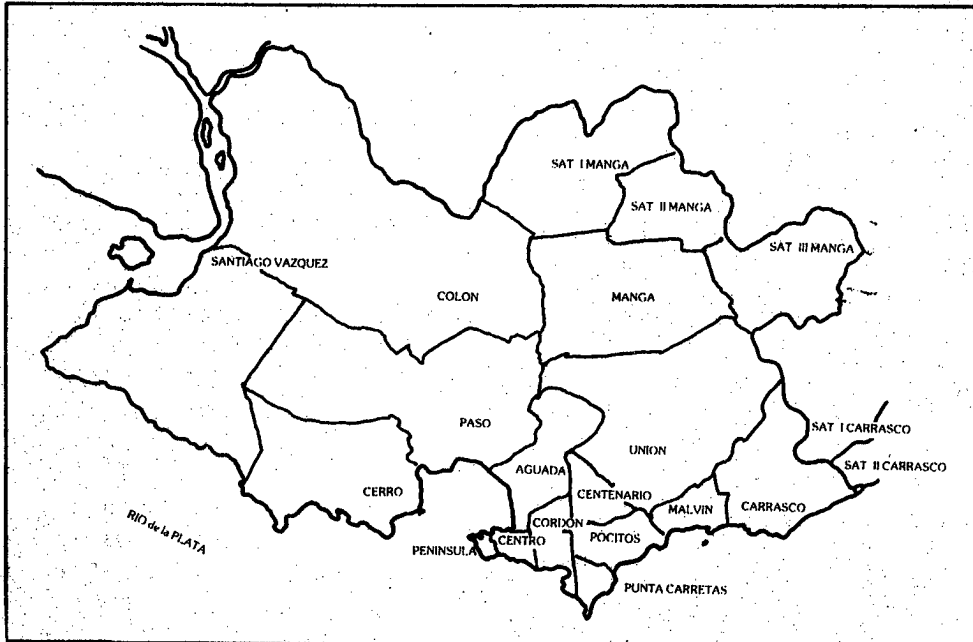 SAT I MANGA
SAT II MANGA
SAT III MANGA
SANTIAGO VAZQUEZ
COLON
MANGA
PASO
UNION
SAT I CARRASCO
SAT II CARRASCO
AGUADA
CERRO
CENTENARIO
MALVIN
CARRASCO
CORDON
POCITOS
CENTRO
PENINSULA
RIO de la PLATA
PUNTA CARRETAS